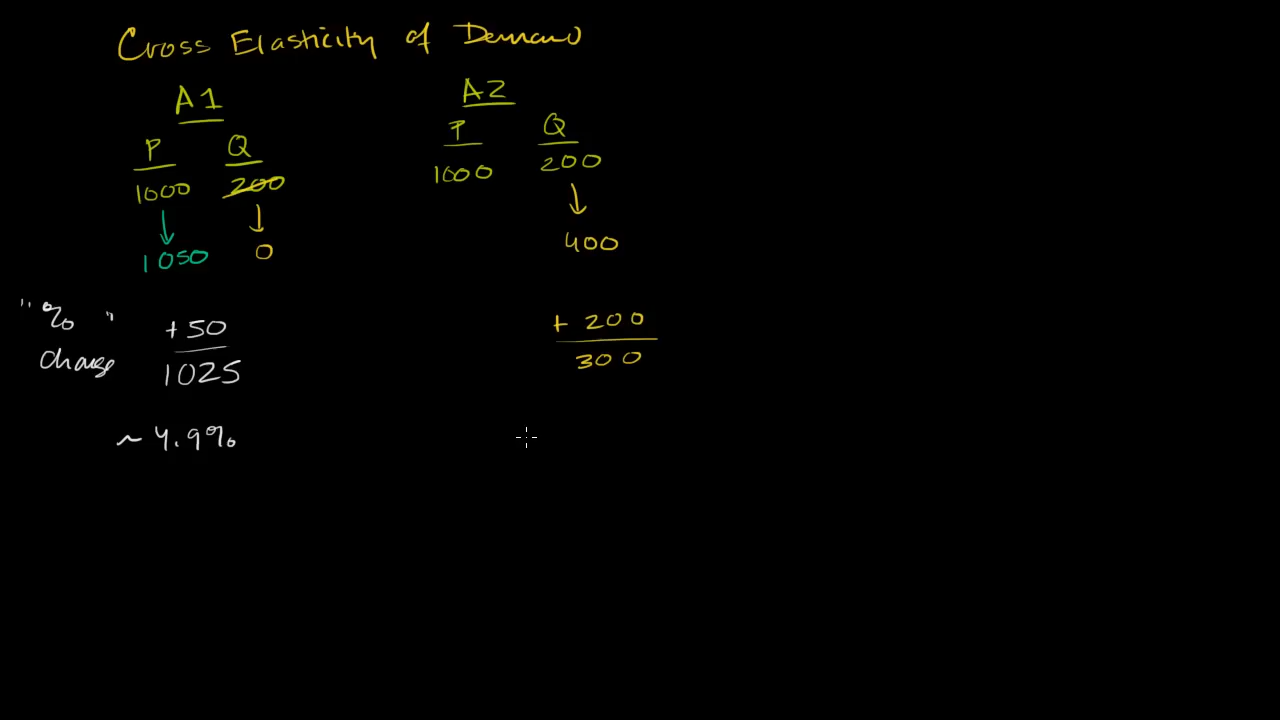 Cross Elasticity of Demand
A1
A2
P Q
P Q
1000 200
1000 200
1050 0
400
"%" change
+50
1025
+ 200
300
~ 4.9%